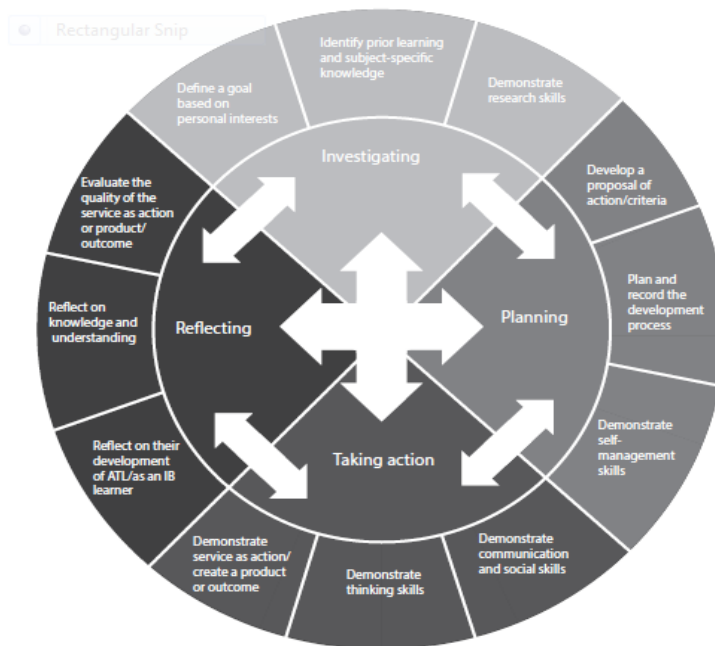 Rectangular Snip
Identify prior learning
and subject-specific
knowledge
Define a goal
based on
personal interests
Demonstrate
research skills
Investigating
Evaluate the
quality of the
service as action
or product/
outcome
Develop a
proposal of
action/criteria
Reflect on
knowledge and
understanding
Reflecting
Planning
Plan and
record the
development
process
Reflect on their
development
of ATL/as an IB
learner
Taking action
Demonstrate
self-
management
skills
Demonstrate
service as action/
create a product
or outcome
Demonstrate
thinking skills
Demonstrate
communication
and social skills